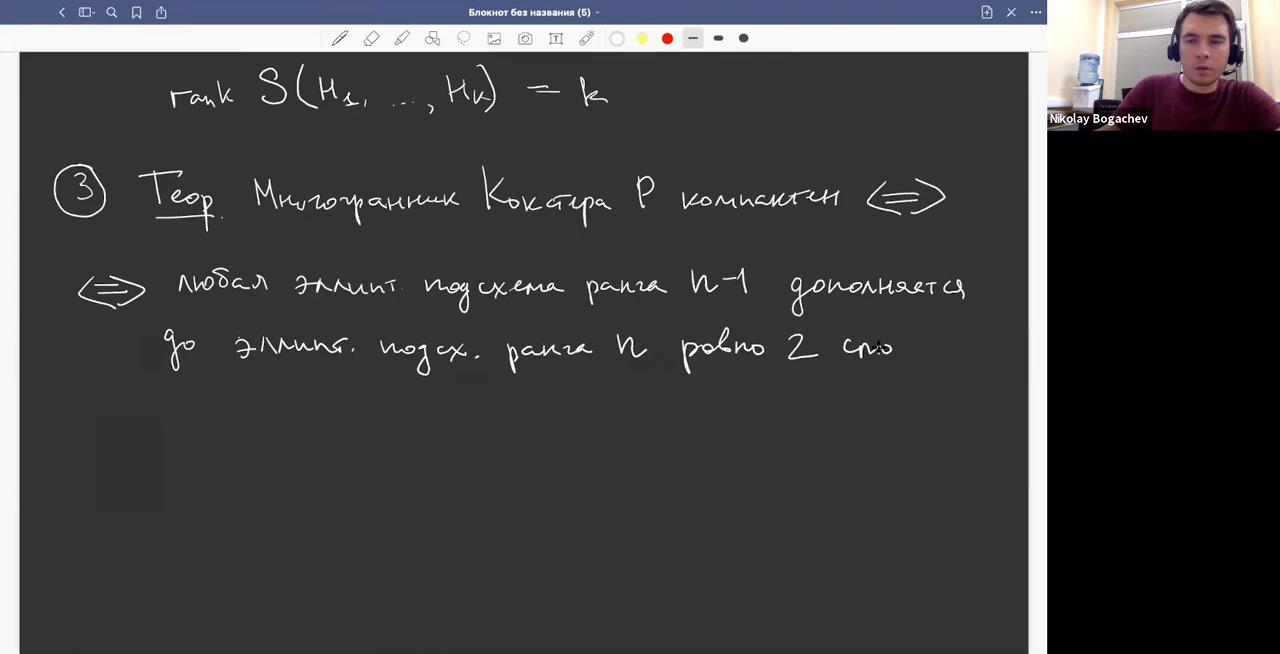 Блокнот без названия (5)
Nikolay Bogachev
rank S(H₁, ..., Hₖ) = k
③ Теор. Многогранник Кокстера P компактен ⟺
⟺ любая эллипт. подсхема ранга n-1 дополняется
до эллипт. подсх. ранга n ровно 2 спо